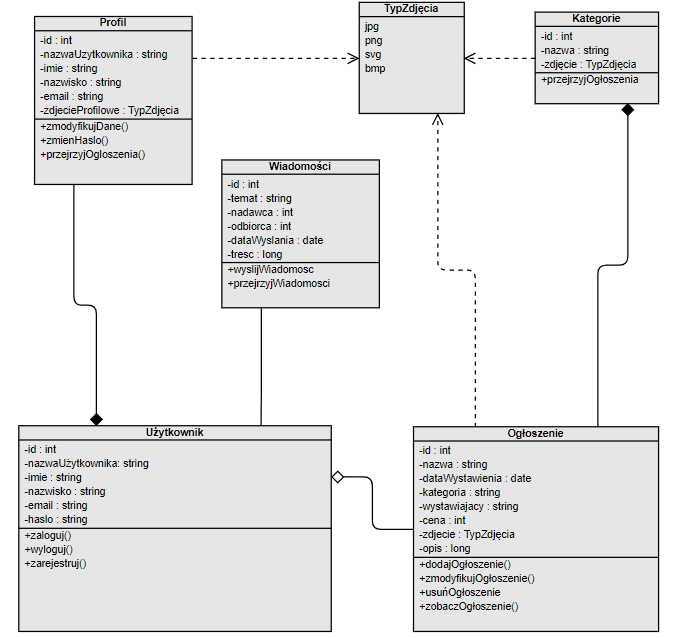 Profil
-id : int
-nazwaUzytkownika : string
-imie : string
-nazwisko : string
-email : string
-zdjecieProfilowe : TypZdjęcia
+zmodyfikujDane()
+zmienHaslo()
+przejrzyjOgloszenia()
TypZdjęcia
jpg
png
svg
bmp
Kategorie
-id : int
-nazwa : string
-zdjęcie : TypZdjęcia
+przejrzyjOgłoszenia
Wiadomości
-id : int
-temat : string
-nadawca : int
-odbiorca : int
-dataWyslania : date
-tresc : long
+wyslijWiadomosc
+przejrzyjWiadomosci
Użytkownik
-id : int
-nazwaUżytkownika: string
-imie : string
-nazwisko : string
-email : string
-haslo : string
+zaloguj()
+wyloguj()
+zarejestruj()
Ogłoszenie
-id : int
-nazwa : string
-dataWystawienia : date
-kategoria : string
-wystawiajacy : string
-cena : int
-zdjecie : TypZdjęcia
-opis : long
+dodajOgłoszenie()
+zmodyfikujOgłoszenie()
+usuńOgłoszenie
+zobaczOgłoszenie()